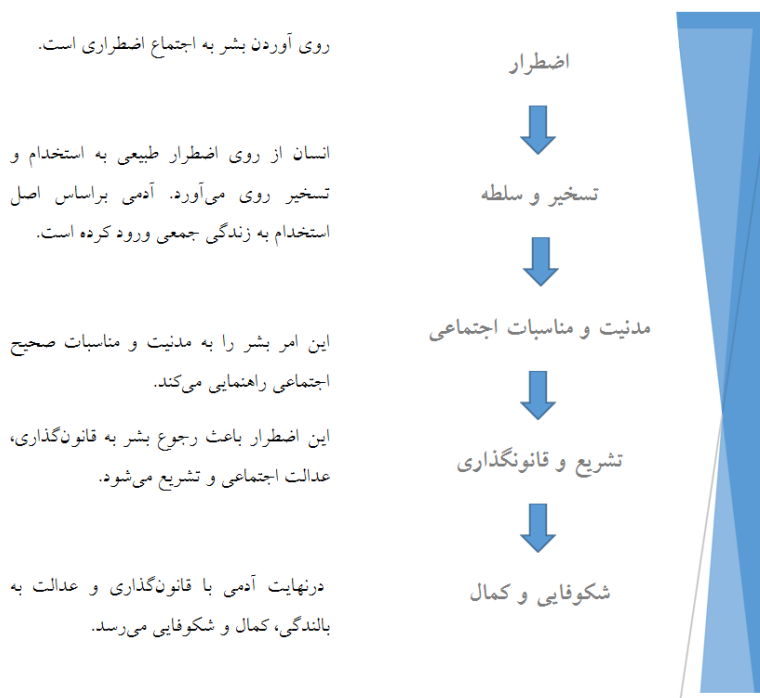 اضطرار
روی آوردن بشر به اجتماع اضطراری است.
تسخیر و سلطه
انسان از روی اضطرار طبیعی به استخدام و
تسخیر روی می‌آورد. آدمی براساس اصل
استخدام به زندگی جمعی ورود کرده است.
مدنیت و مناسبات اجتماعی
این امر بشر را به مدنیت و مناسبات صحیح
اجتماعی راهنمایی می‌کند.
تشریع و قانونگذاری
این اضطرار باعث رجوع بشر به قانون‌گذاری،
عدالت اجتماعی و تشریع می‌شود.
شکوفایی و کمال
درنهایت آدمی با قانون‌گذاری و عدالت به
بالندگی، کمال و شکوفایی می‌رسد.